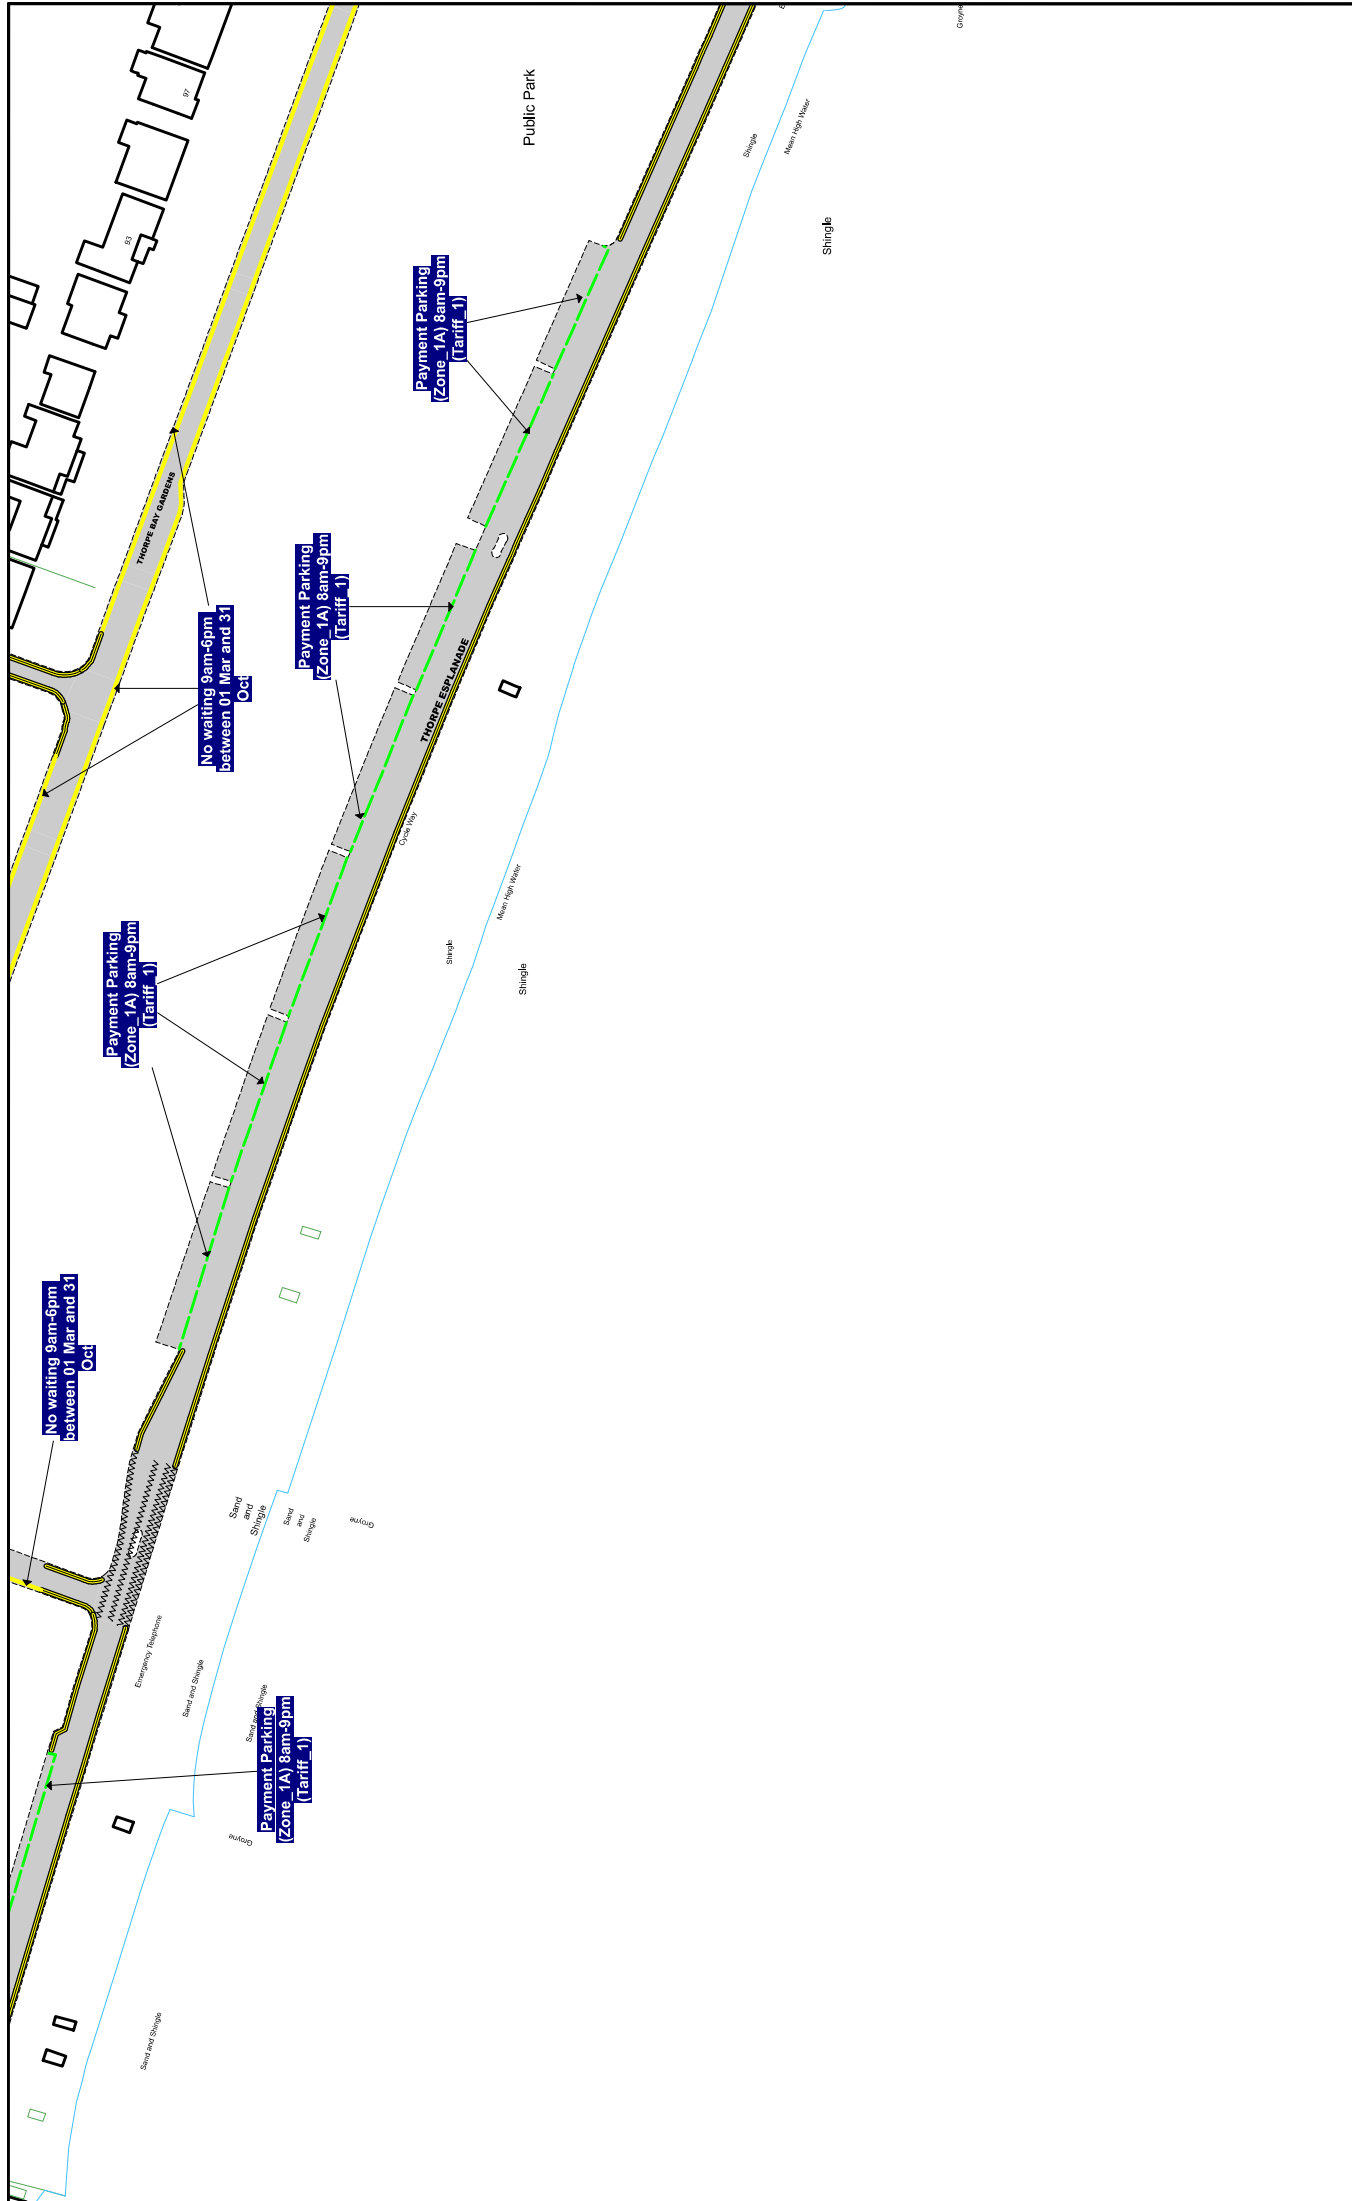 97
93
Public Park
Groyne
Shingle
Mean High Water
Shingle
Payment Parking
(Zone_1A) 8am-9pm
(Tariff_1)
THORPE BAY GARDENS
No waiting 9am-6pm
between 01 Mar and 31
Oct
Payment Parking
(Zone_1A) 8am-9pm
(Tariff_1)
THORPE ESPLANADE
Cycle Way
Mean High Water
Shingle
Shingle
Payment Parking
(Zone_1A) 8am-9pm
(Tariff_1)
No waiting 9am-6pm
between 01 Mar and 31
Oct
Sand
and
Shingle
Sand
and
Shingle
Groyne
Emergency Telephone
Sand and Shingle
Sand and Shingle
Payment Parking
(Zone_1A) 8am-9pm
(Tariff_1)
Groyne
Sand and Shingle